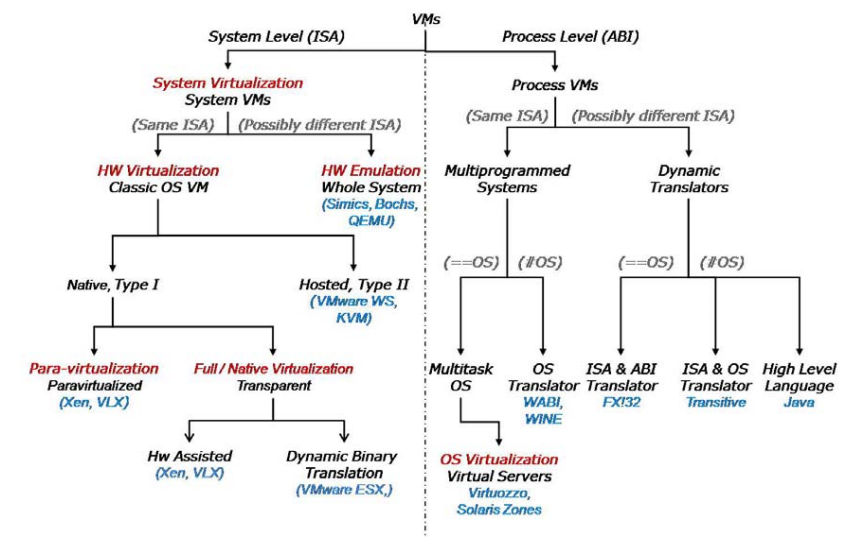 VMs
System Level (ISA)
Process Level (ABI)
System Virtualization
System VMs
Process VMs
(Same ISA)
(Possibly different ISA)
(Same ISA)
(Possibly different ISA)
HW Virtualization
Classic OS VM
HW Emulation
Whole System
(Simics, Bochs,
QEMU)
Multiprogrammed
Systems
Dynamic
Translators
(==OS)
(#OS)
(==OS)
(#OS)
Native, Type I
Hosted, Type II
(VMware WS,
KVM)
Para-virtualization
Paravirtualized
(Xen, VLX)
Full / Native Virtualization
Transparent
Multitask
OS
OS
Translator
WABI,
WINE
ISA & ABI
Translator
FX!32
ISA & OS
Translator
Transitive
High Level
Language
Java
Hw Assisted
(Xen, VLX)
Dynamic Binary
Translation
(VMware ESX,)
OS Virtualization
Virtual Servers
Virtuozzo,
Solaris Zones